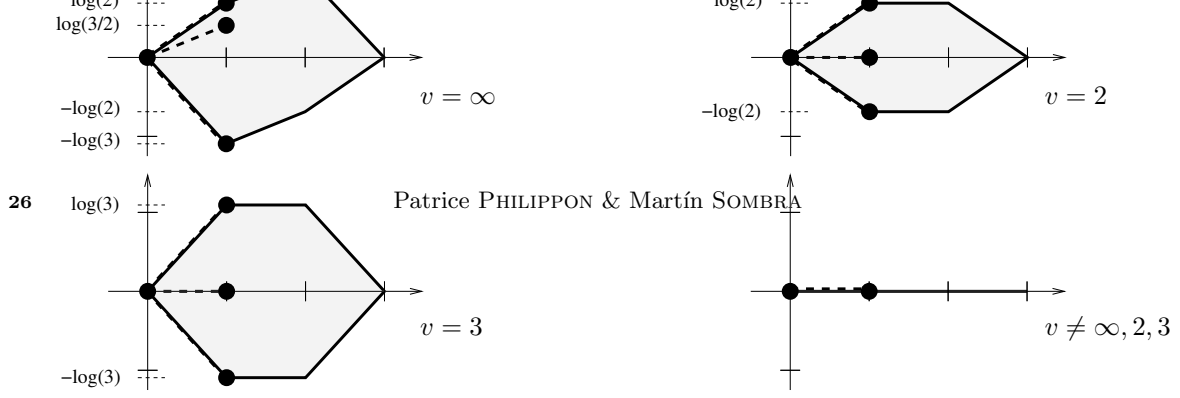 log(2)
log(3/2)
−log(2)
−log(3)
v = ∞
log(2)
−log(2)
v = 2
26
Patrice PHILIPPON & Martín SOMBRA
log(3)
−log(3)
v = 3
v ≠ ∞, 2, 3